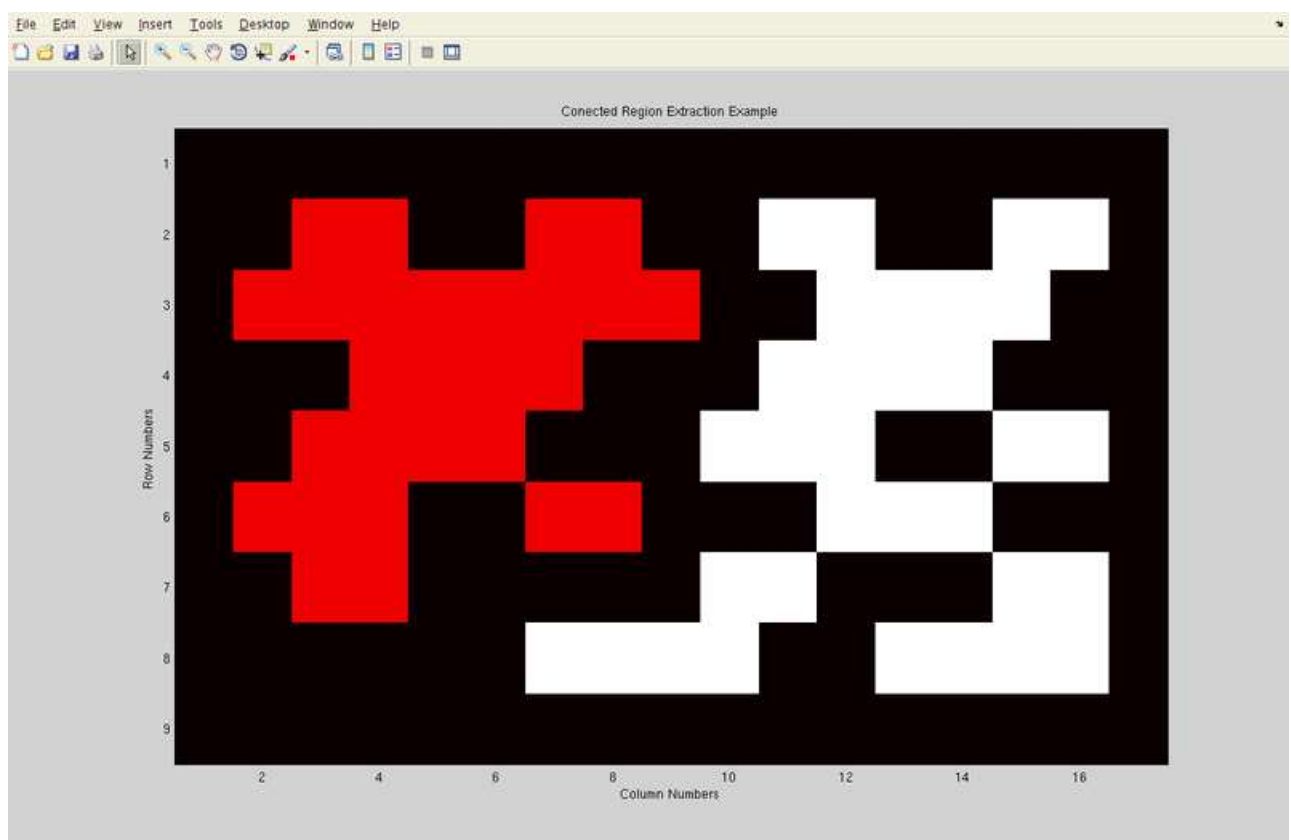 File Edit View Insert Tools Desktop Window Help
Conected Region Extraction Example
1
2
3
4
5
6
7
8
9
Row Numbers
2 4 6 8 10 12 14 16
Column Numbers